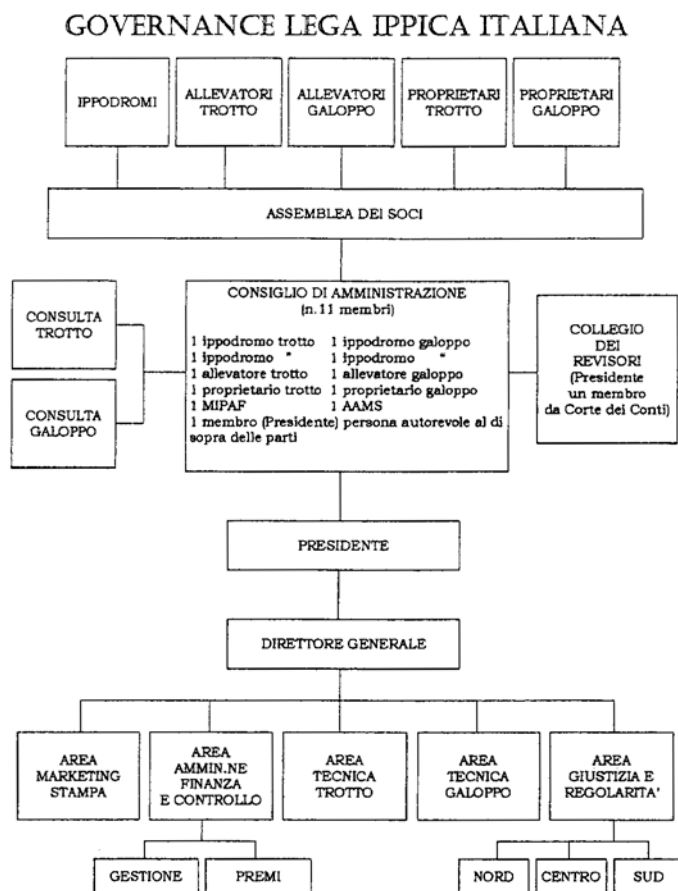 GOVERNANCE LEGA IPPICA ITALIANA
IPPODROMI
ALLEVATORI
TROTTO
ALLEVATORI
GALOPPO
PROPRIETARI
TROTTO
PROPRIETARI
GALOPPO
ASSEMBLEA DEI SOCI
CONSULTA
TROTTO
CONSULTA
GALOPPO
CONSIGLIO DI AMMINISTRAZIONE
(n.11 membri)
1 ippodromo trotto 1 ippodromo galoppo
1 ippodromo " 1 ippodromo "
1 allevatore trotto 1 allevatore galoppo
1 proprietario trotto 1 proprietario galoppo
1 MIPAF 1 AAMS
1 membro (Presidente) persona autorevole al di
sopra delle parti
COLLEGIO
DEI
REVISORI
(Presidente
un membro
da Corte dei Conti)
PRESIDENTE
DIRETTORE GENERALE
AREA
MARKETING
STAMPA
AREA
AMMIN.NE
FINANZA
E CONTROLLO
AREA
TECNICA
TROTTO
AREA
TECNICA
GALOPPO
AREA
GIUSTIZIA E
REGOLARITA'
GESTIONE
PREMI
NORD
CENTRO
SUD